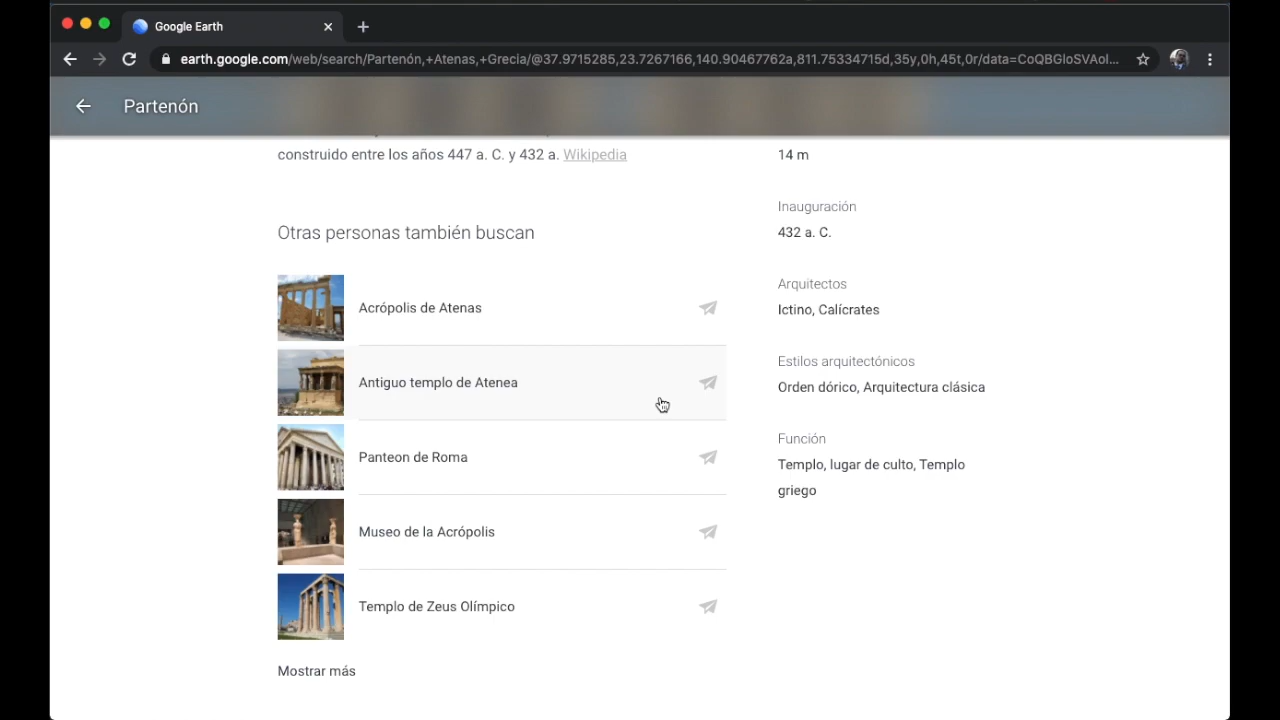 Google Earth
earth.google.com/web/search/Partenón,+Atenas,+Grecia/@37.9715285,23.7267166,140.90467762a,811.75334715d,35y,0h,45t,0r/data=CoQBGloSVAol...
Partenón
construido entre los años 447 a. C. y 432 a. Wikipedia
Otras personas también buscan
Acrópolis de Atenas
Antiguo templo de Atenea
Panteon de Roma
Museo de la Acrópolis
Templo de Zeus Olímpico
Mostrar más
14 m
Inauguración
432 a. C.
Arquitectos
Ictino, Calícrates
Estilos arquitectónicos
Orden dórico, Arquitectura clásica
Función
Templo, lugar de culto, Templo
griego